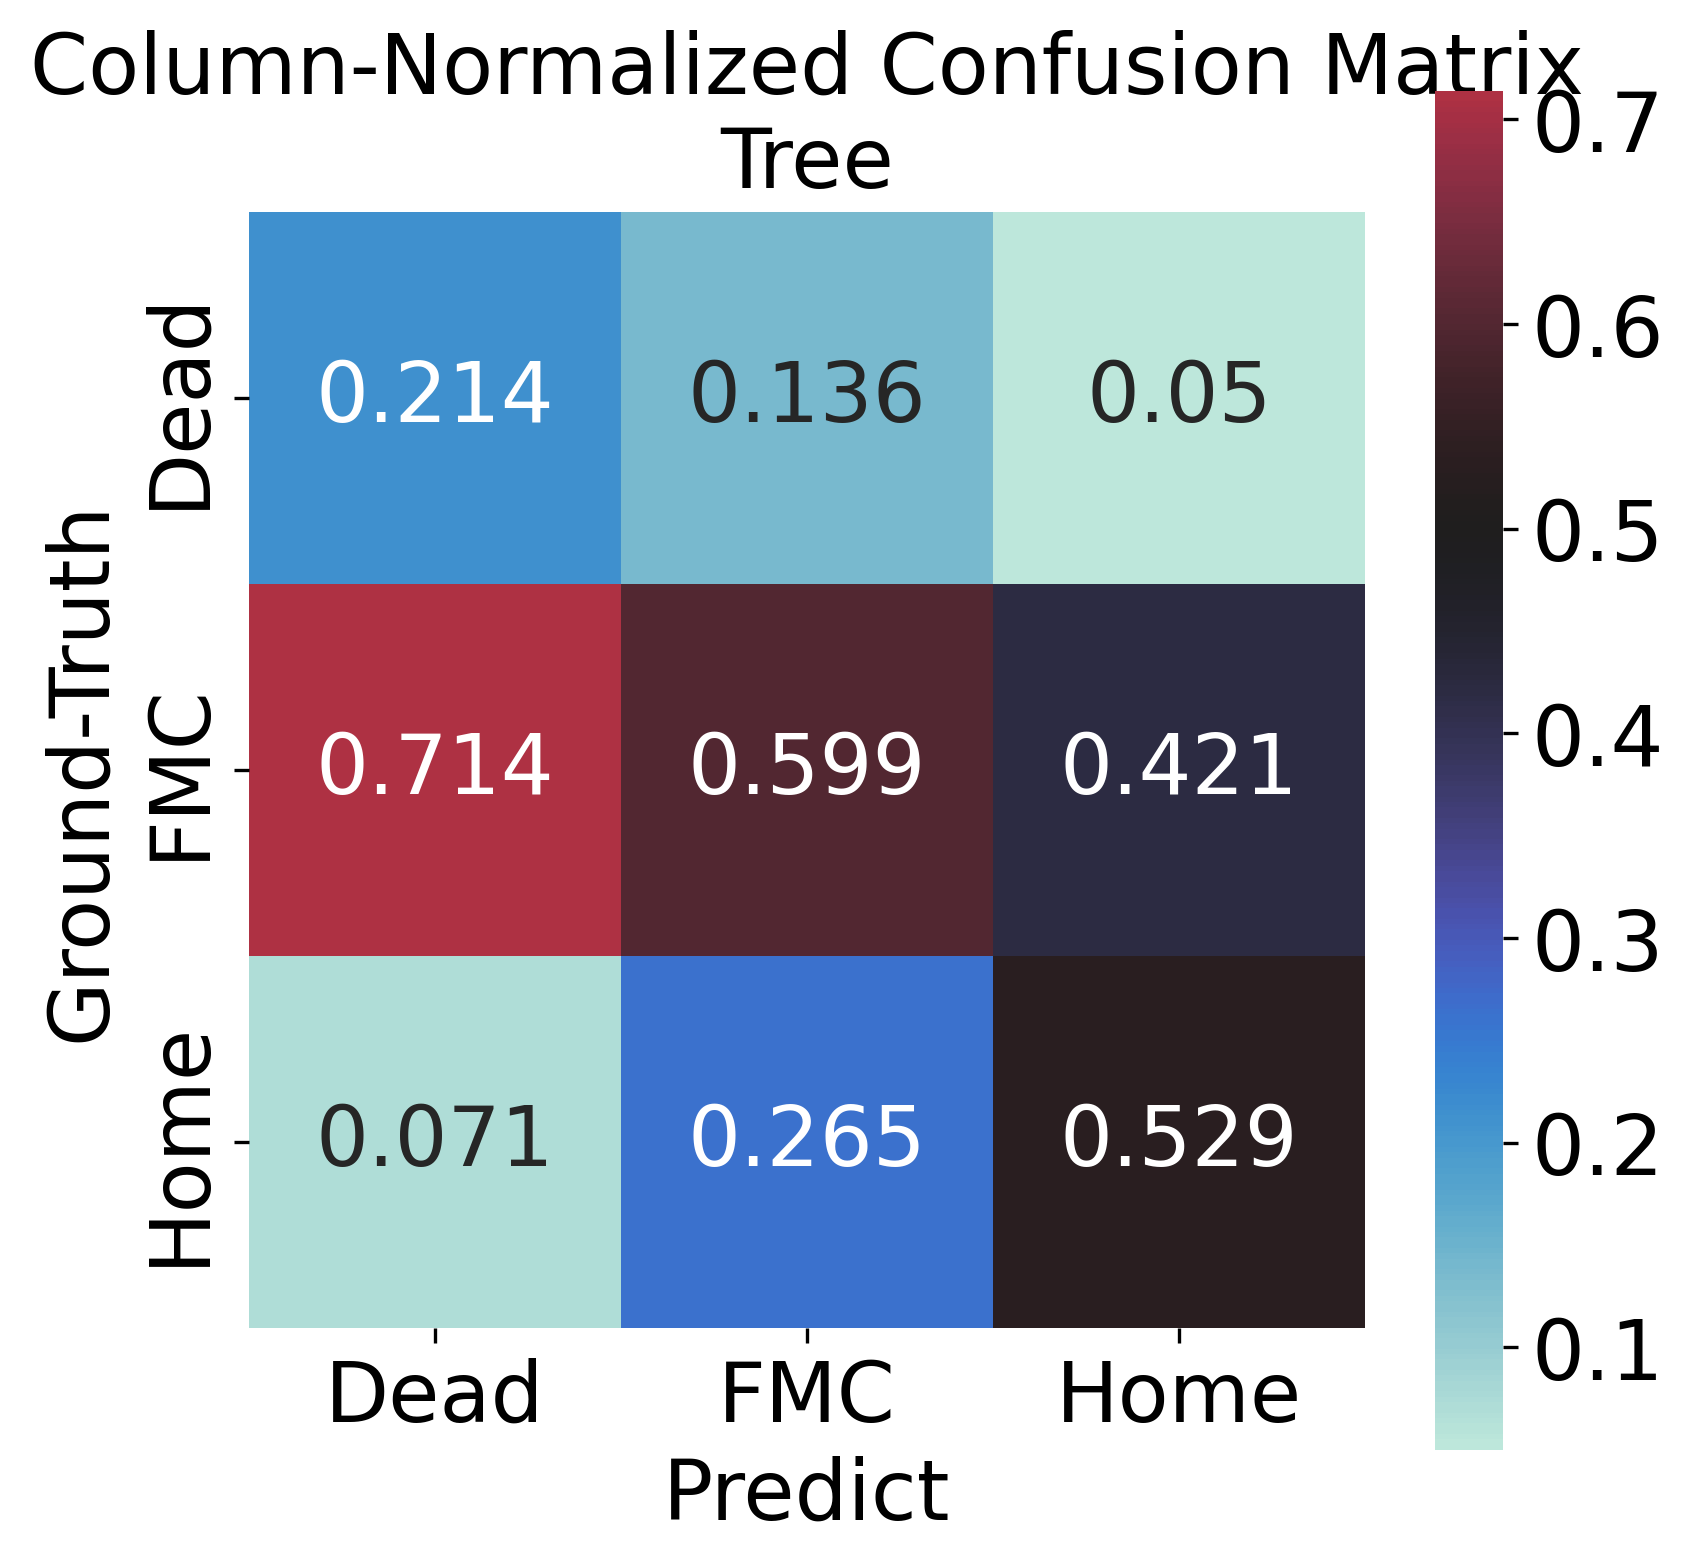 Column-Normalized Confusion Matrix
Tree
Ground-Truth
Dead
0.214 0.136 0.05
FMC
0.714 0.599 0.421
Home
0.071 0.265 0.529
Dead FMC Home
Predict
0.7
0.6
0.5
0.4
0.3
0.2
0.1